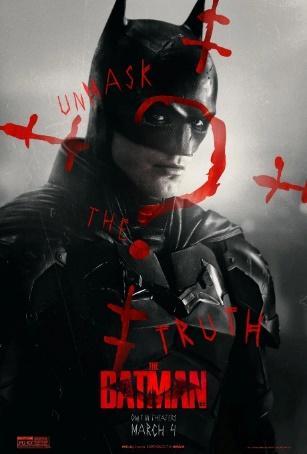 UNMASK
THE
TRUTH
THE
BATMAN
ONLY IN THEATERS
MARCH 4